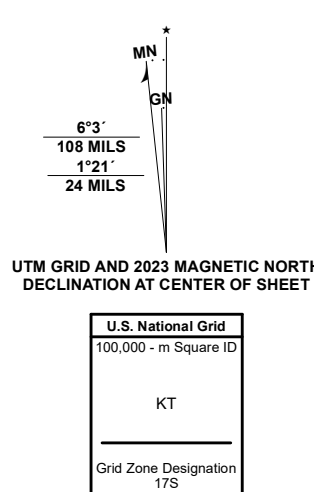 ★
MN
GN
6°3´
108 MILS
1°21´
24 MILS
UTM GRID AND 2023 MAGNETIC NORTH
DECLINATION AT CENTER OF SHEET
U.S. National Grid
100,000 - m Square ID
KT
Grid Zone Designation
17S